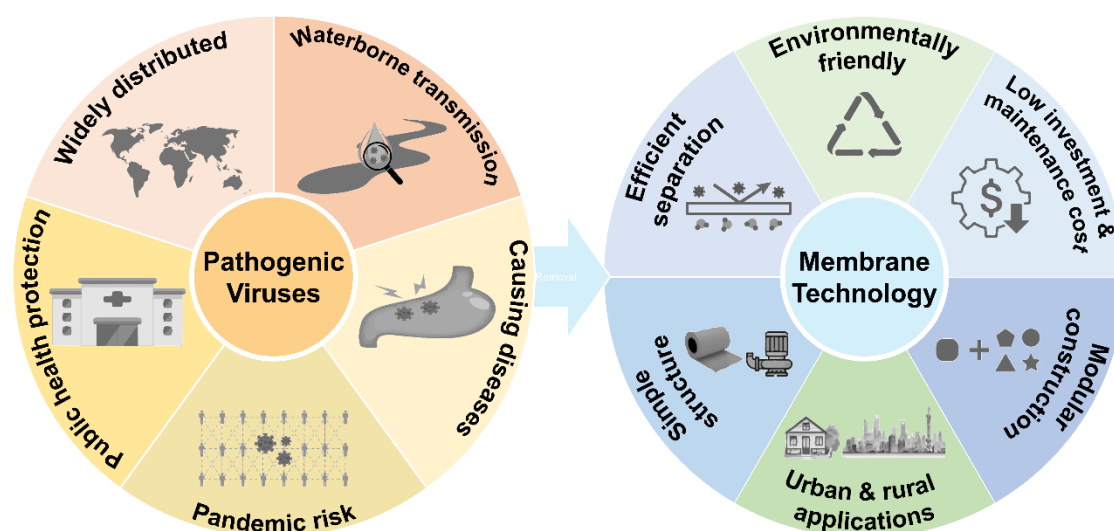 Widely distributed
Waterborne transmission
Public health protection
Pathogenic
Viruses
Causing diseases
Pandemic risk
Removal
Environmentally
friendly
Efficient
separation
Low investment &
maintenance cost
$
Membrane
Technology
Simple
structure
Modular
construction
Urban & rural
applications